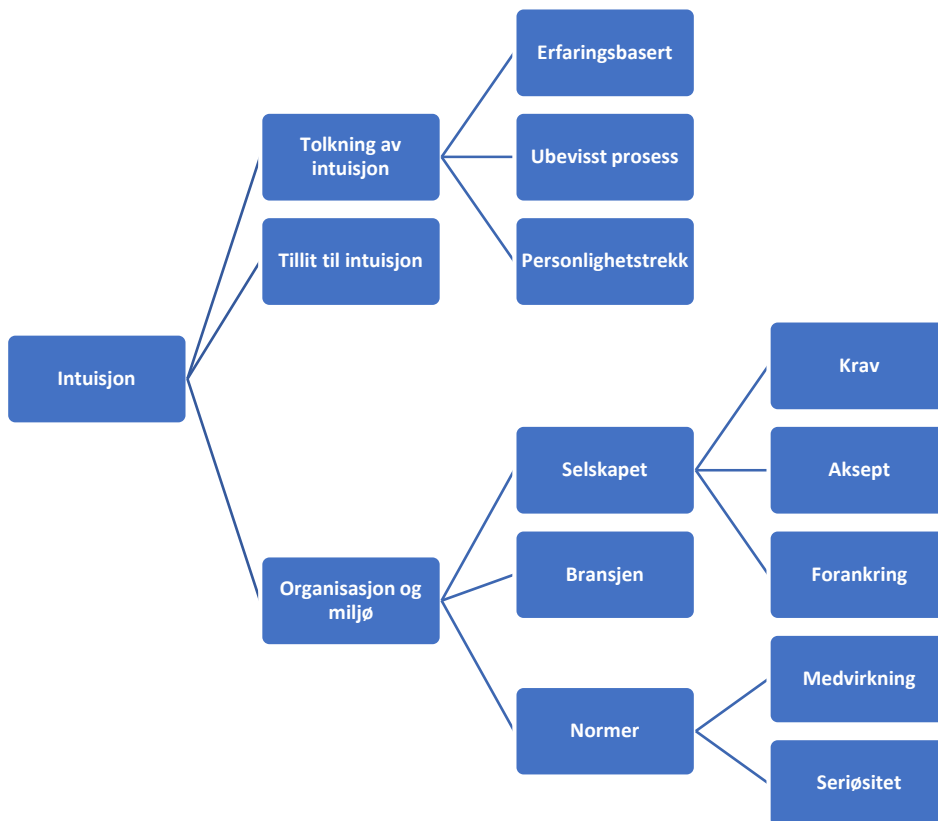 Intuisjon
Tolkning av
intuisjon
Erfaringsbasert
Ubevisst prosess
Personlighetstrekk
Tillit til intuisjon
Organisasjon og
miljø
Selskapet
Krav
Aksept
Forankring
Bransjen
Normer
Medvirkning
Seriøsitet